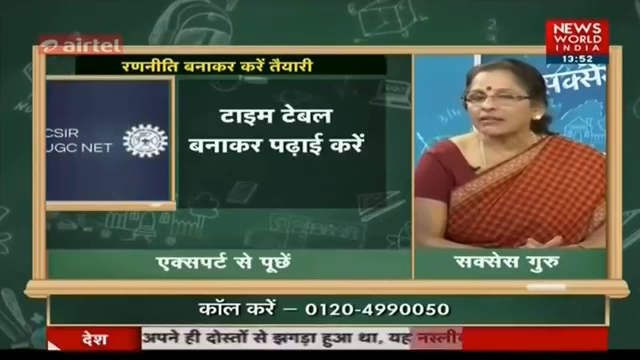 airtel
NEWS
WORLD
INDIA
13:52
रणनीति बनाकर करें तैयारी
CSIR
UGC NET
टाइम टेबल
बनाकर पढ़ाई करें
एक्सपर्ट से पूछें
सक्सेस गुरु
कॉल करें – 0120-4990050
देश
अपने ही दोस्तों से झगड़ा हुआ था, यह